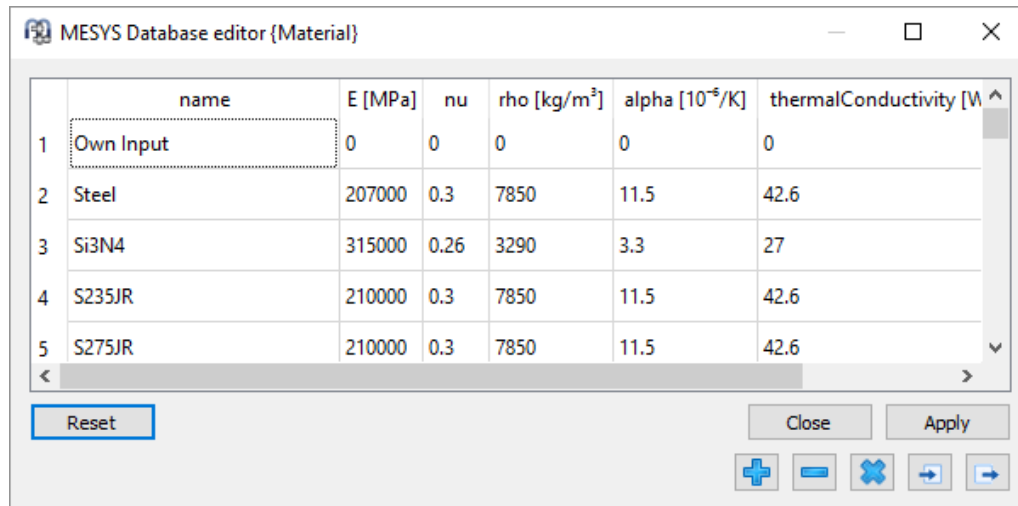 MESYS Database editor {Material}
name E [MPa] nu rho [kg/m³] alpha [10⁻⁶/K] thermalConductivity [W
1 Own Input 0 0 0 0 0
2 Steel 207000 0.3 7850 11.5 42.6
3 Si3N4 315000 0.26 3290 3.3 27
4 S235JR 210000 0.3 7850 11.5 42.6
5 S275JR 210000 0.3 7850 11.5 42.6
Reset Close Apply